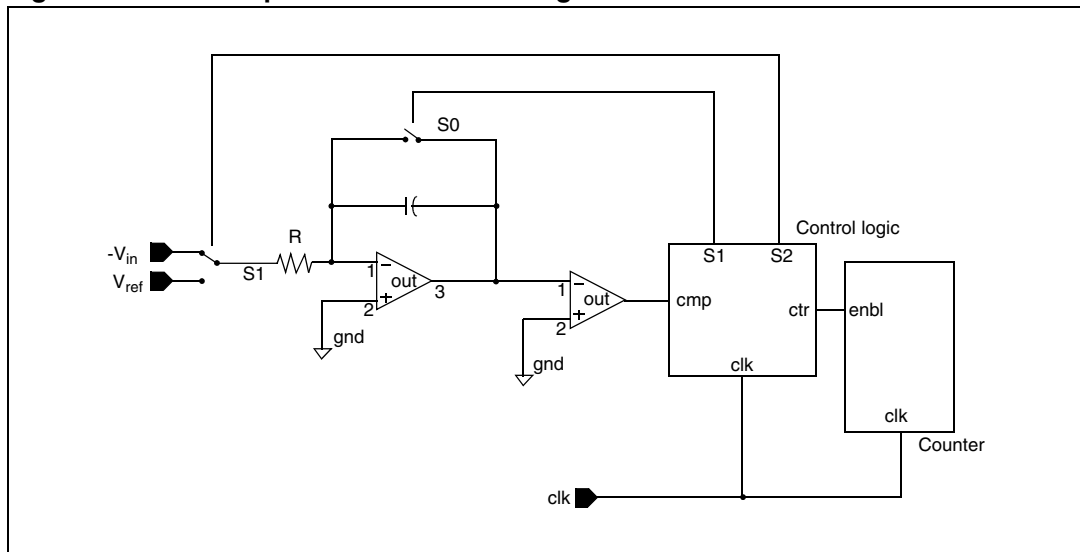 S0
Control logic
R
-Vin
S1
S2
S1
1
out
3
2
Vref
gnd
1
out
2
gnd
cmp
ctr
enbl
clk
clk
Counter
clk